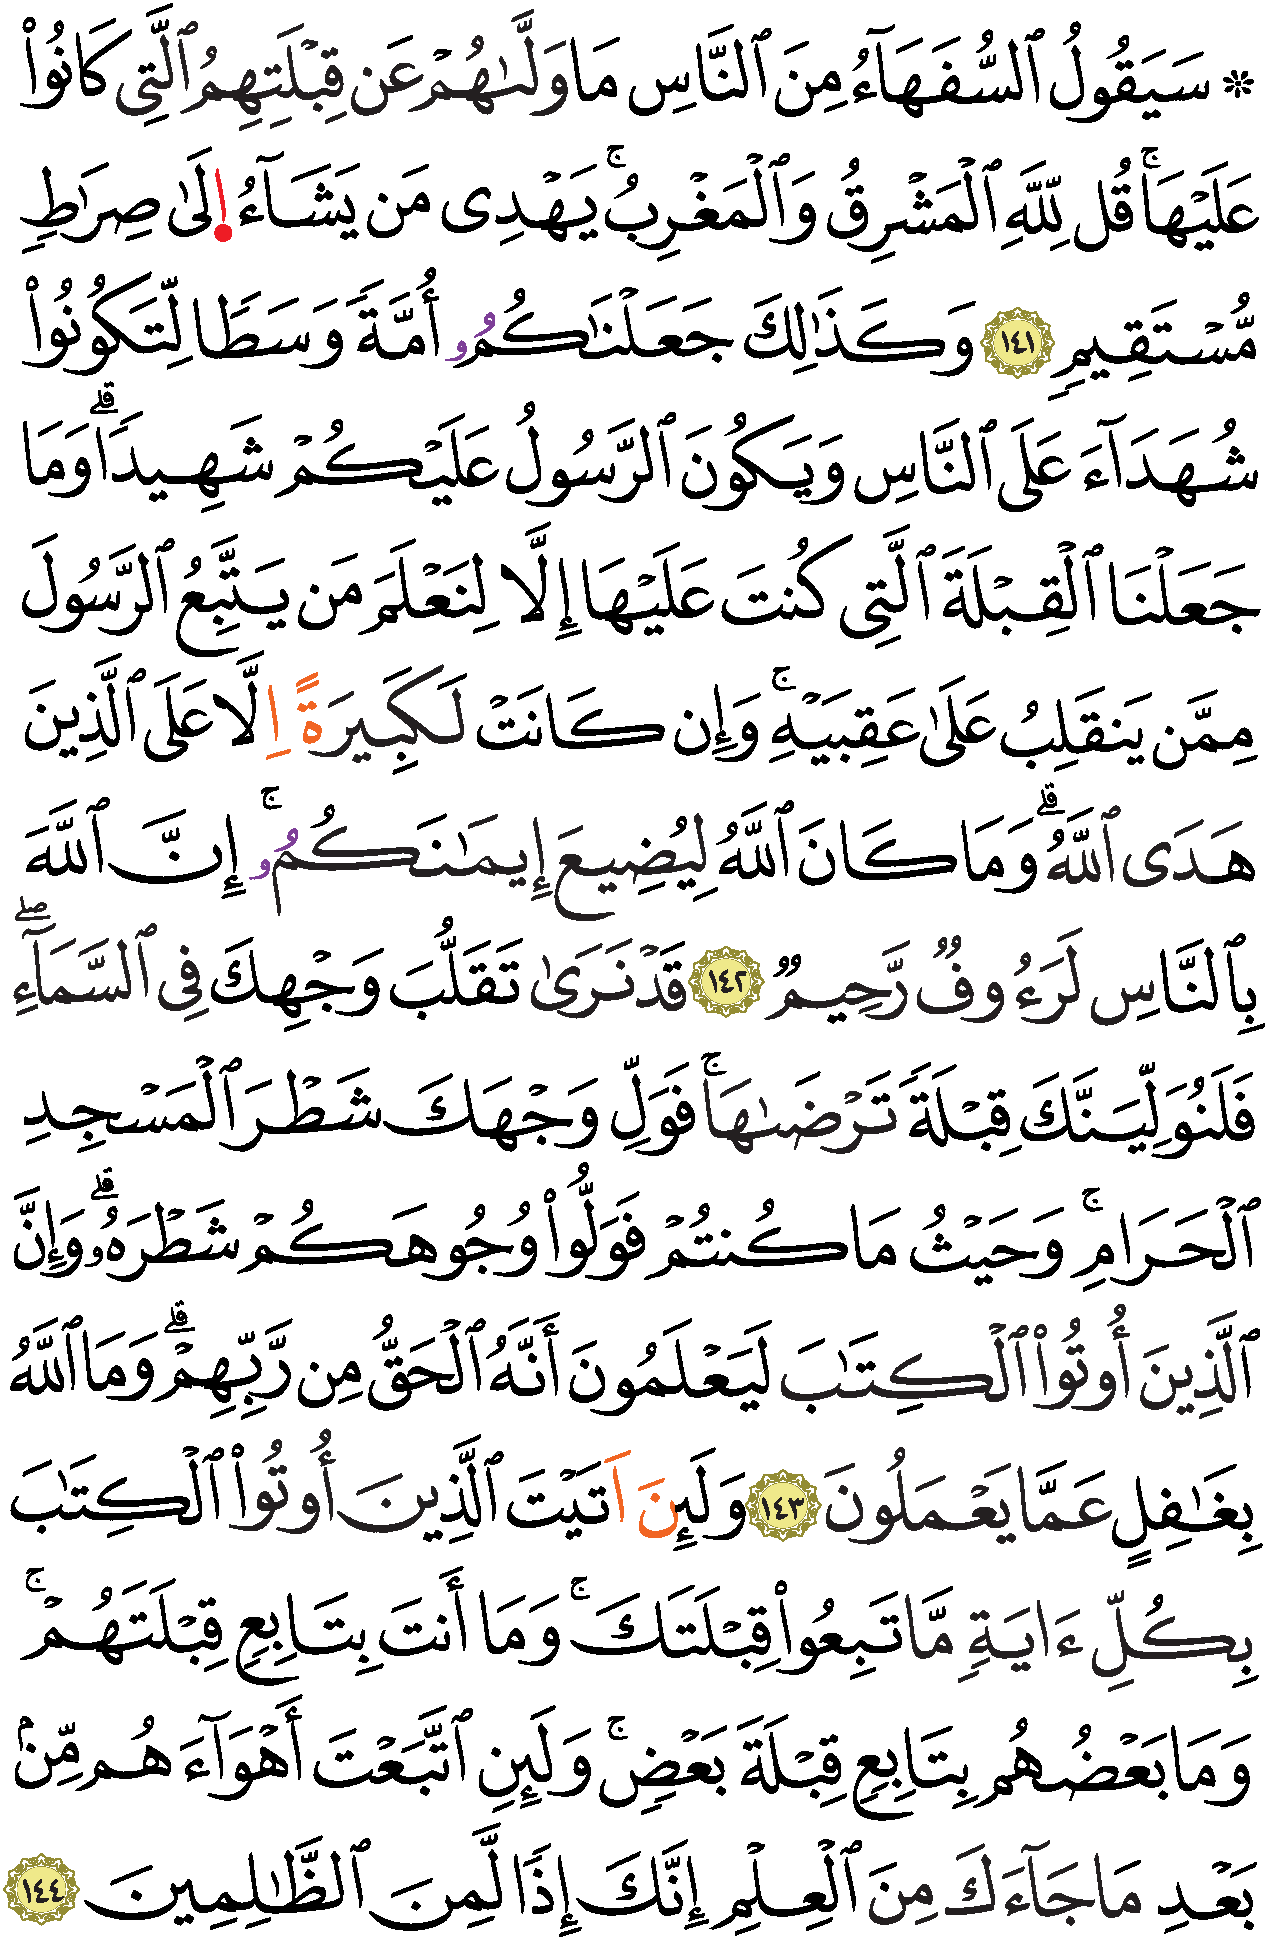 ۞ سَيَقُولُ ٱلسُّفَهَآءُ مِنَ ٱلنَّاسِ مَا وَلَّىٰهُمْ عَن قِبْلَتِهِمُ ٱلَّتِى كَانُوا۟
عَلَيْهَا ۚ قُل لِّلَّهِ ٱلْمَشْرِقُ وَٱلْمَغْرِبُ ۚ يَهْدِى مَن يَشَآءُ ا۪لَىٰ صِرَٰطٍ
مُّسْتَقِيمٍ ١٤١ وَكَذَٰلِكَ جَعَلْنَٰكُمُۥ أُمَّةً وَسَطًا لِّتَكُونُوا۟
شُهَدَآءَ عَلَى ٱلنَّاسِ وَيَكُونَ ٱلرَّسُولُ عَلَيْكُمْ شَهِيدًا ۗ وَمَا
جَعَلْنَا ٱلْقِبْلَةَ ٱلَّتِى كُنتَ عَلَيْهَا إِلَّا لِنَعْلَمَ مَن يَتَّبِعُ ٱلرَّسُولَ
مِمَّن يَنقَلِبُ عَلَىٰ عَقِبَيْهِ ۚ وَإِن كَانَتْ لَكَبِيرَةً اِلَّا عَلَى ٱلَّذِينَ
هَدَى ٱللَّهُ ۗ وَمَا كَانَ ٱللَّهُ لِيُضِيعَ إِيمَٰنَكُمُۥ ۚ إِنَّ ٱللَّهَ
بِٱلنَّاسِ لَرَءُوفٌ رَّحِيمٌ ١٤٢ قَدْ نَرَىٰ تَقَلُّبَ وَجْهِكَ فِى ٱلسَّمَآءِ ۖ
فَلَنُوَلِّيَنَّكَ قِبْلَةً تَرْضَىٰهَا ۚ فَوَلِّ وَجْهَكَ شَطْرَ ٱلْمَسْجِدِ
ٱلْحَرَامِ ۚ وَحَيْثُ مَا كُنتُمْ فَوَلُّوا۟ وُجُوهَكُمْ شَطْرَهُۥ ۗ وَإِنَّ
ٱلَّذِينَ أُوتُوا۟ ٱلْكِتَٰبَ لَيَعْلَمُونَ أَنَّهُ ٱلْحَقُّ مِن رَّبِّهِمْ ۗ وَمَا ٱللَّهُ
بِغَٰفِلٍ عَمَّا يَعْمَلُونَ ١٤٣ وَلَئِنَ اَتَيْتَ ٱلَّذِينَ أُوتُوا۟ ٱلْكِتَٰبَ
بِكُلِّ ءَايَةٍ مَّا تَبِعُوا۟ قِبْلَتَكَ ۚ وَمَا أَنتَ بِتَابِعٍ قِبْلَتَهُمْ ۚ
وَمَا بَعْضُهُم بِتَابِعٍ قِبْلَةَ بَعْضٍ ۚ وَلَئِنِ ٱتَّبَعْتَ أَهْوَآءَهُم مِّنۢ
بَعْدِ مَا جَآءَكَ مِنَ ٱلْعِلْمِ إِنَّكَ إِذًا لَّمِنَ ٱلظَّٰلِمِينَ ١٤٤